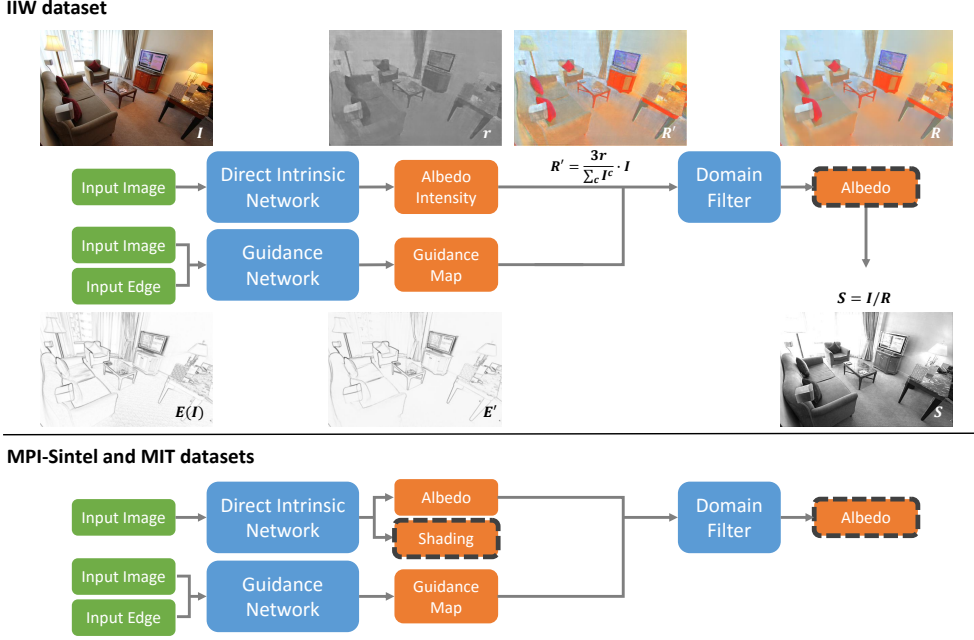 IIW dataset
I
r
R'
R
Input Image
Direct Intrinsic
Network
Albedo
Intensity
R' = 3r / ∑_c I^c · I
Domain
Filter
Albedo
Input Image
Input Edge
Guidance
Network
Guidance
Map
S = I/R
E(I)
E'
S
MPI-Sintel and MIT datasets
Input Image
Direct Intrinsic
Network
Albedo
Shading
Domain
Filter
Albedo
Input Image
Input Edge
Guidance
Network
Guidance
Map